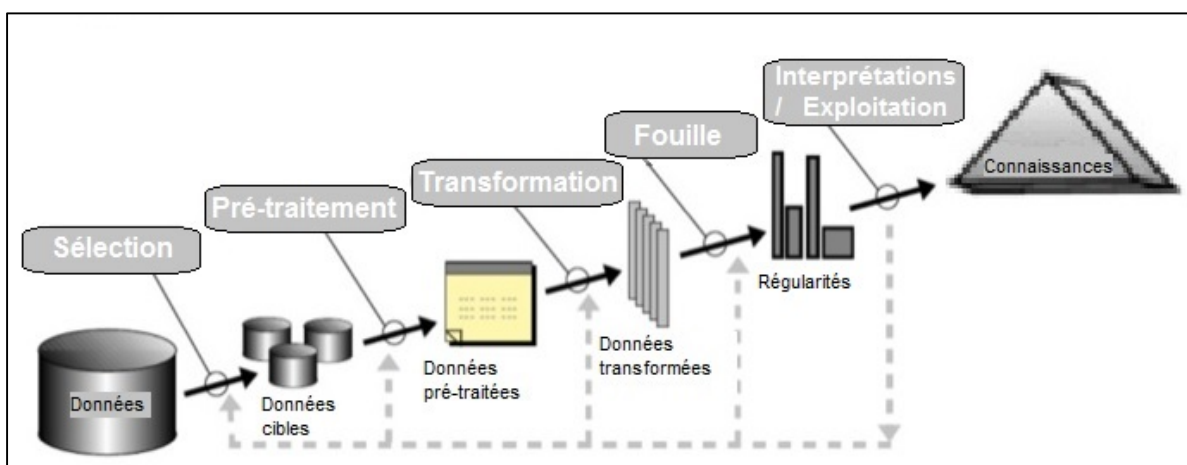 Sélection
Pré-traitement
Transformation
Fouille
Interprétations
/ Exploitation
Données
Données
cibles
Données
pré-traitées
Données
transformées
Régularités
Connaissances